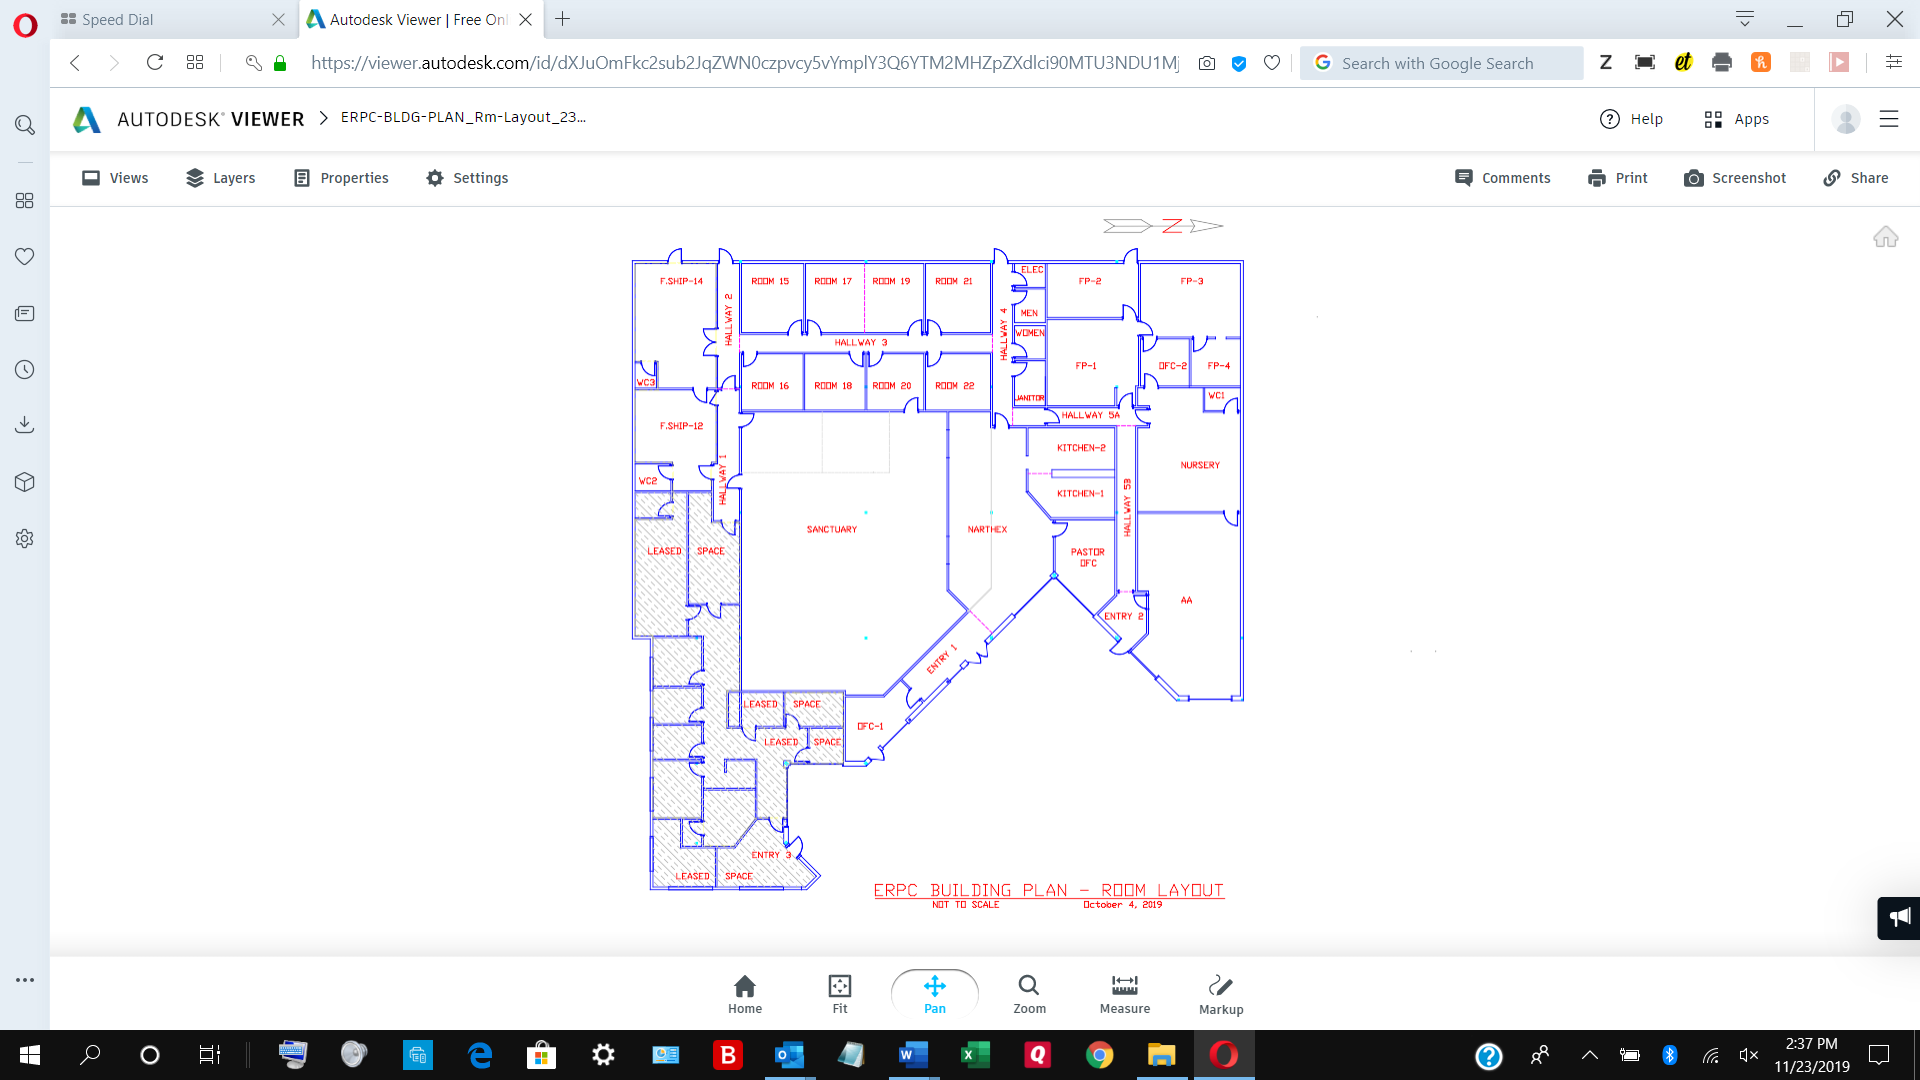 Speed Dial
Autodesk Viewer | Free Onl
https://viewer.autodesk.com/id/dXJuOmFkc2sub2JqZWN0czpvcy5vYmplY3Q6YTM2MHZpZXdlci90MTU3NDU1Mj
Search with Google Search
AUTODESK® VIEWER > ERPC-BLDG-PLAN_Rm-Layout_23...
Help
Apps
Views
Layers
Properties
Settings
Comments
Print
Screenshot
Share
Z
F.SHIP-14
HALLWAY 2
ROOM 15
ROOM 17
ROOM 19
ROOM 21
HALLWAY 4
ELEC
MEN
WOMEN
JANITOR
FP-2
FP-3
HALLWAY 3
WC3
ROOM 16
ROOM 18
ROOM 20
ROOM 22
FP-1
OFC-2
FP-4
WC1
HALLWAY 5A
F.SHIP-12
HALLWAY 1
WC2
KITCHEN-2
KITCHEN-1
HALLWAY 5B
NURSERY
SANCTUARY
NARTHEX
LEASED SPACE
PASTOR
OFC
AA
ENTRY 2
ENTRY 1
LEASED SPACE
OFC-1
LEASED SPACE
ENTRY 3
LEASED SPACE
ERPC BUILDING PLAN - ROOM LAYOUT
NOT TO SCALE
October 4, 2019
Home
Fit
Pan
Zoom
Measure
Markup
2:37 PM
11/23/2019